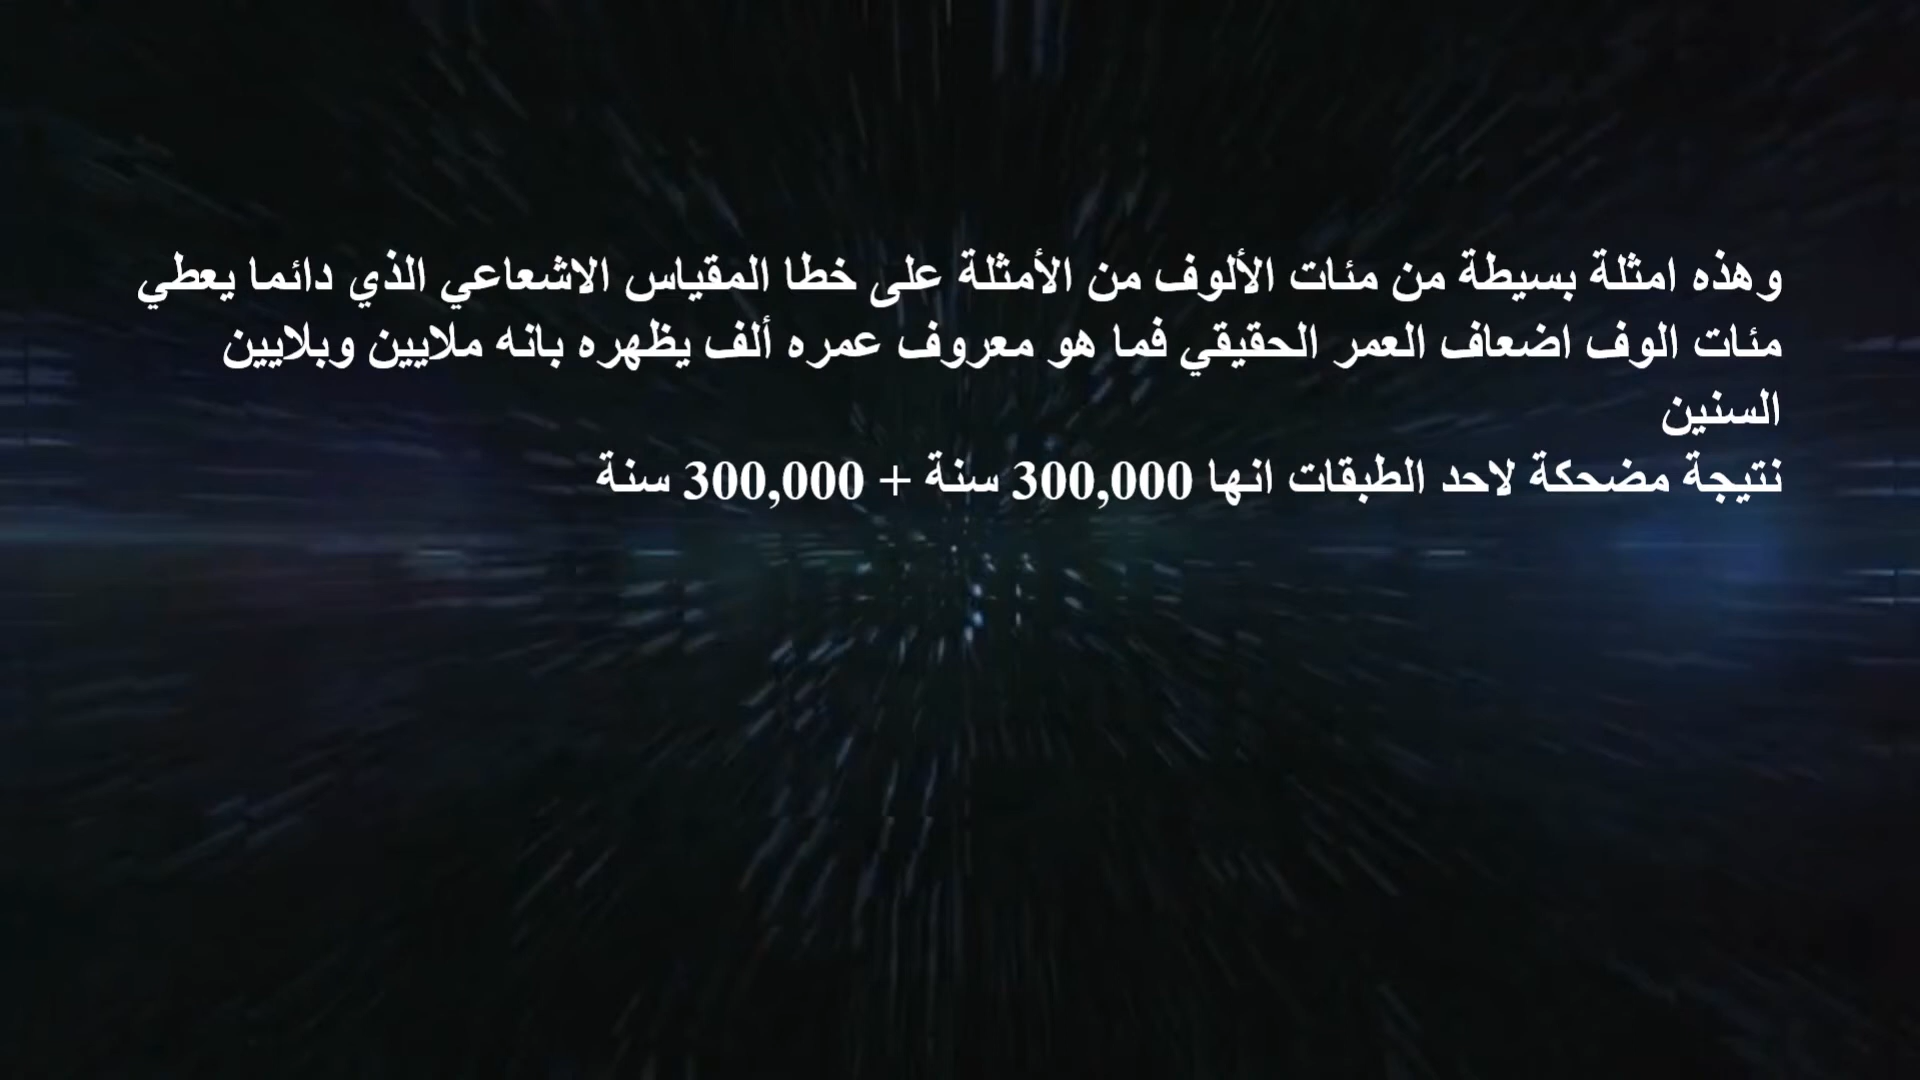 وهذه امثلة بسيطة من مئات الألوف من الأمثلة على خطا المقياس الاشعاعي الذي دائما يعطي
مئات الوف اضعاف العمر الحقيقي فما هو معروف عمره ألف يظهره بانه ملايين وبلايين
السنين
نتيجة مضحكة لاحد الطبقات انها 300,000 سنة + 300,000 سنة